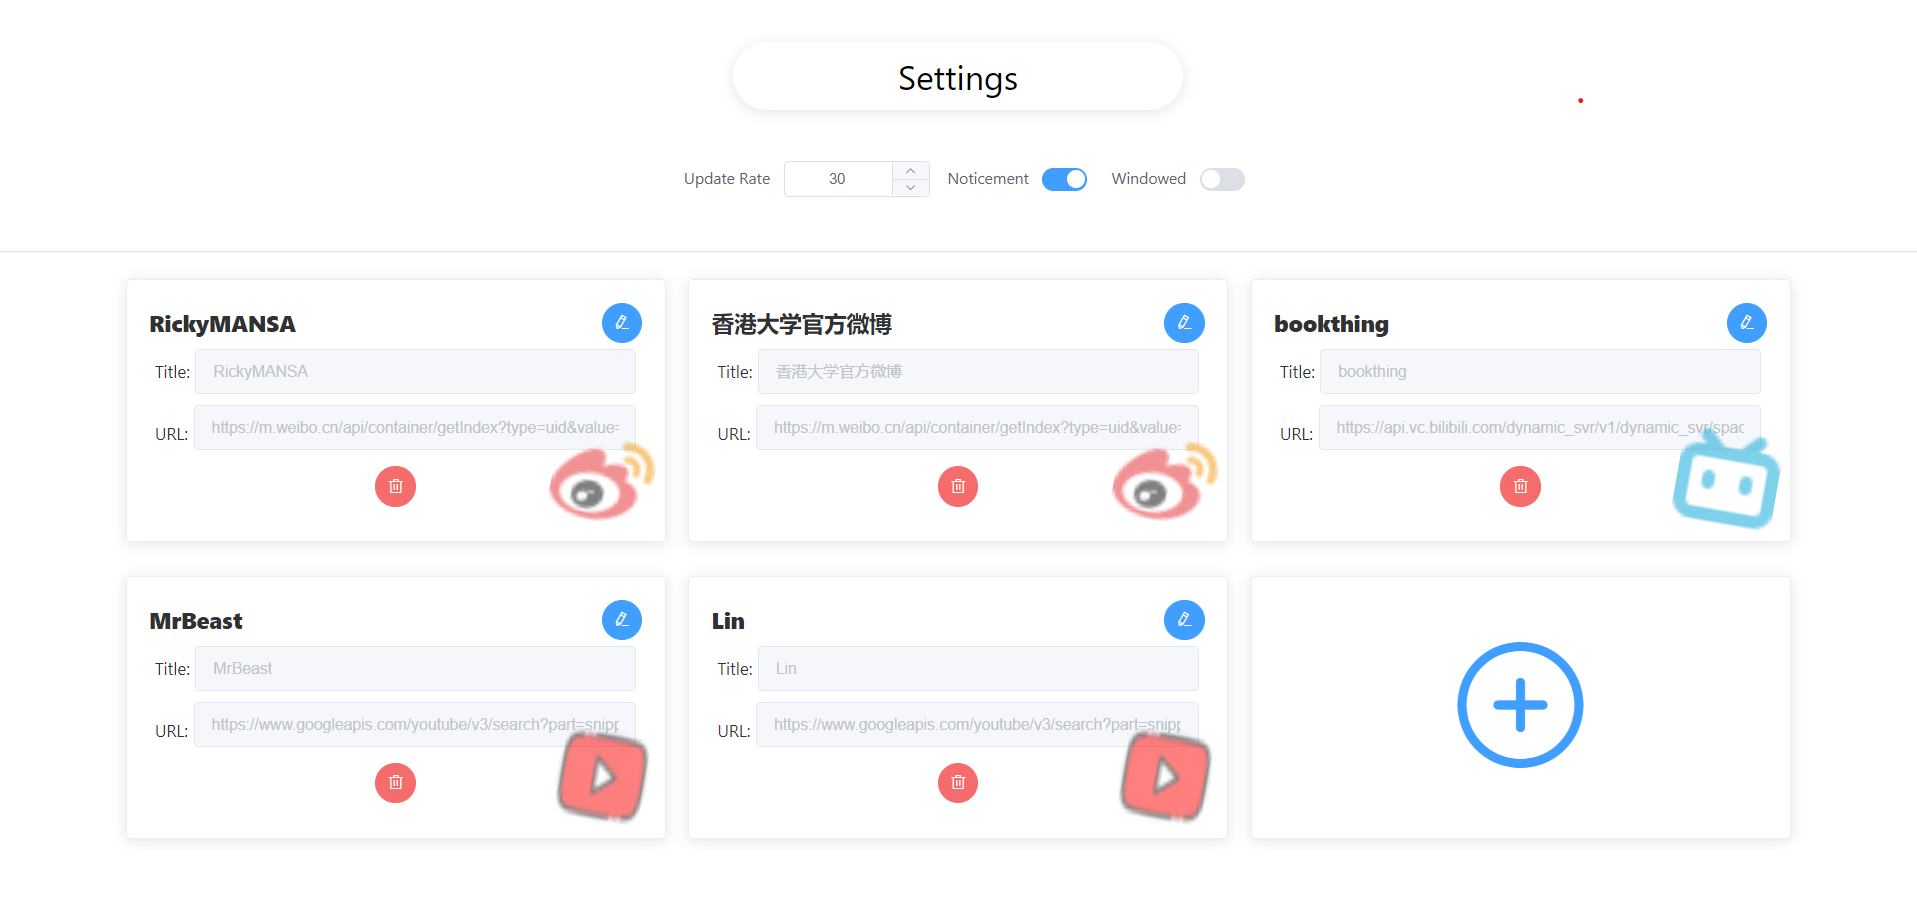 Settings
Update Rate 30 Noticement Windowed
RickyMANSA
Title: RickyMANSA
URL: https://m.weibo.cn/api/container/getIndex?type=uid&value=
香港大学官方微博
Title: 香港大学官方微博
URL: https://m.weibo.cn/api/container/getIndex?type=uid&value=
bookthing
Title: bookthing
URL: https://api.vc.bilibili.com/dynamic_svr/v1/dynamic_svr/spac
MrBeast
Title: MrBeast
URL: https://www.googleapis.com/youtube/v3/search?part=snipp
Lin
Title: Lin
URL: https://www.googleapis.com/youtube/v3/search?part=snipp